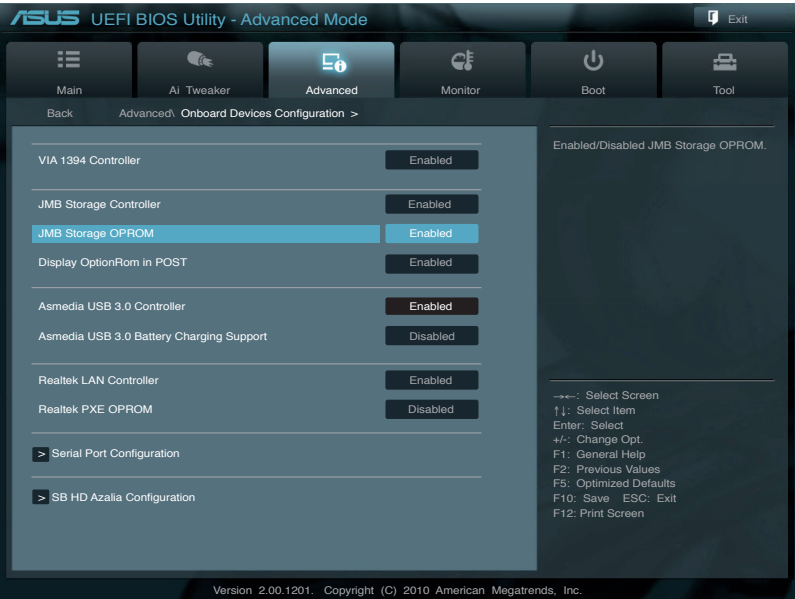 ASUS UEFI BIOS Utility - Advanced Mode
Exit
Main
Ai Tweaker
Advanced
Monitor
Boot
Tool
Back Advanced\ Onboard Devices Configuration >
VIA 1394 Controller Enabled
JMB Storage Controller Enabled
JMB Storage OPROM Enabled
Display OptionRom in POST Enabled
Asmedia USB 3.0 Controller Enabled
Asmedia USB 3.0 Battery Charging Support Disabled
Realtek LAN Controller Enabled
Realtek PXE OPROM Disabled
> Serial Port Configuration
> SB HD Azalia Configuration
Enabled/Disabled JMB Storage OPROM.
→←: Select Screen
↑↓: Select Item
Enter: Select
+/-: Change Opt.
F1: General Help
F2: Previous Values
F5: Optimized Defaults
F10: Save ESC: Exit
F12: Print Screen
Version 2.00.1201. Copyright (C) 2010 American Megatrends, Inc.